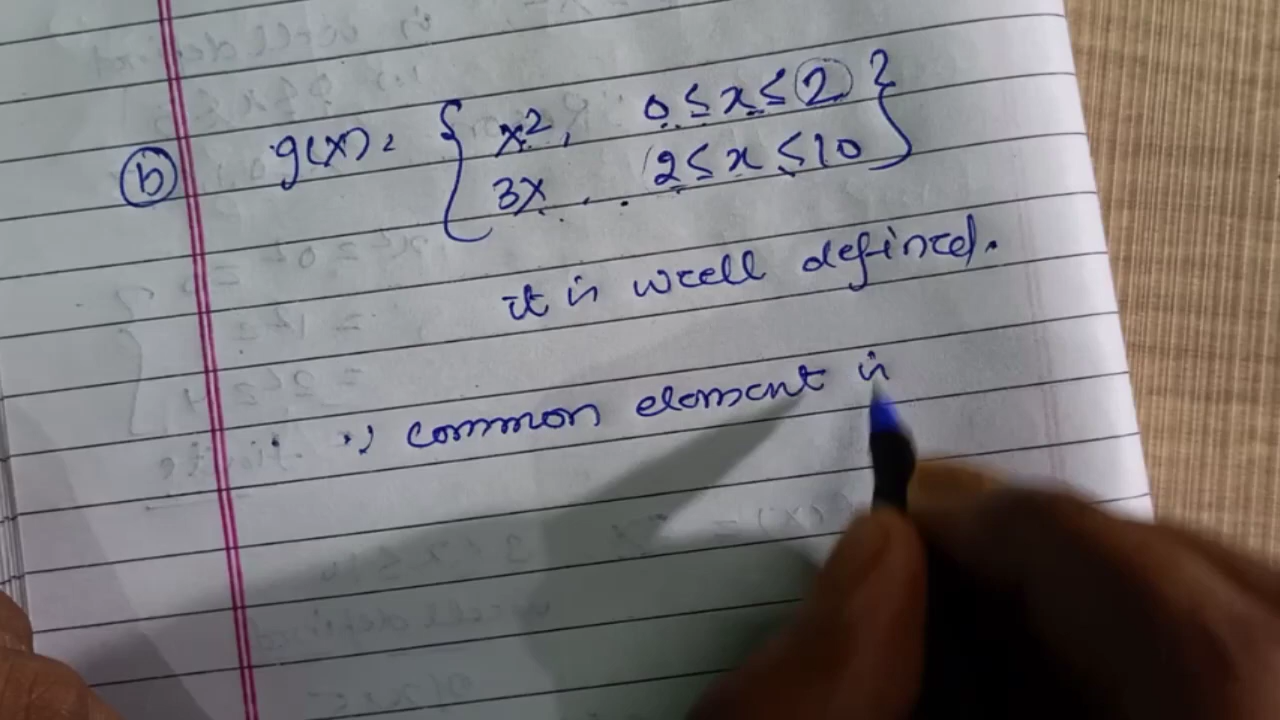 (b) g(x) = { x², 0 ≤ x ≤ 2 }
3x . . 2 ≤ x ≤ 10
it is well defined.
∵ common element is